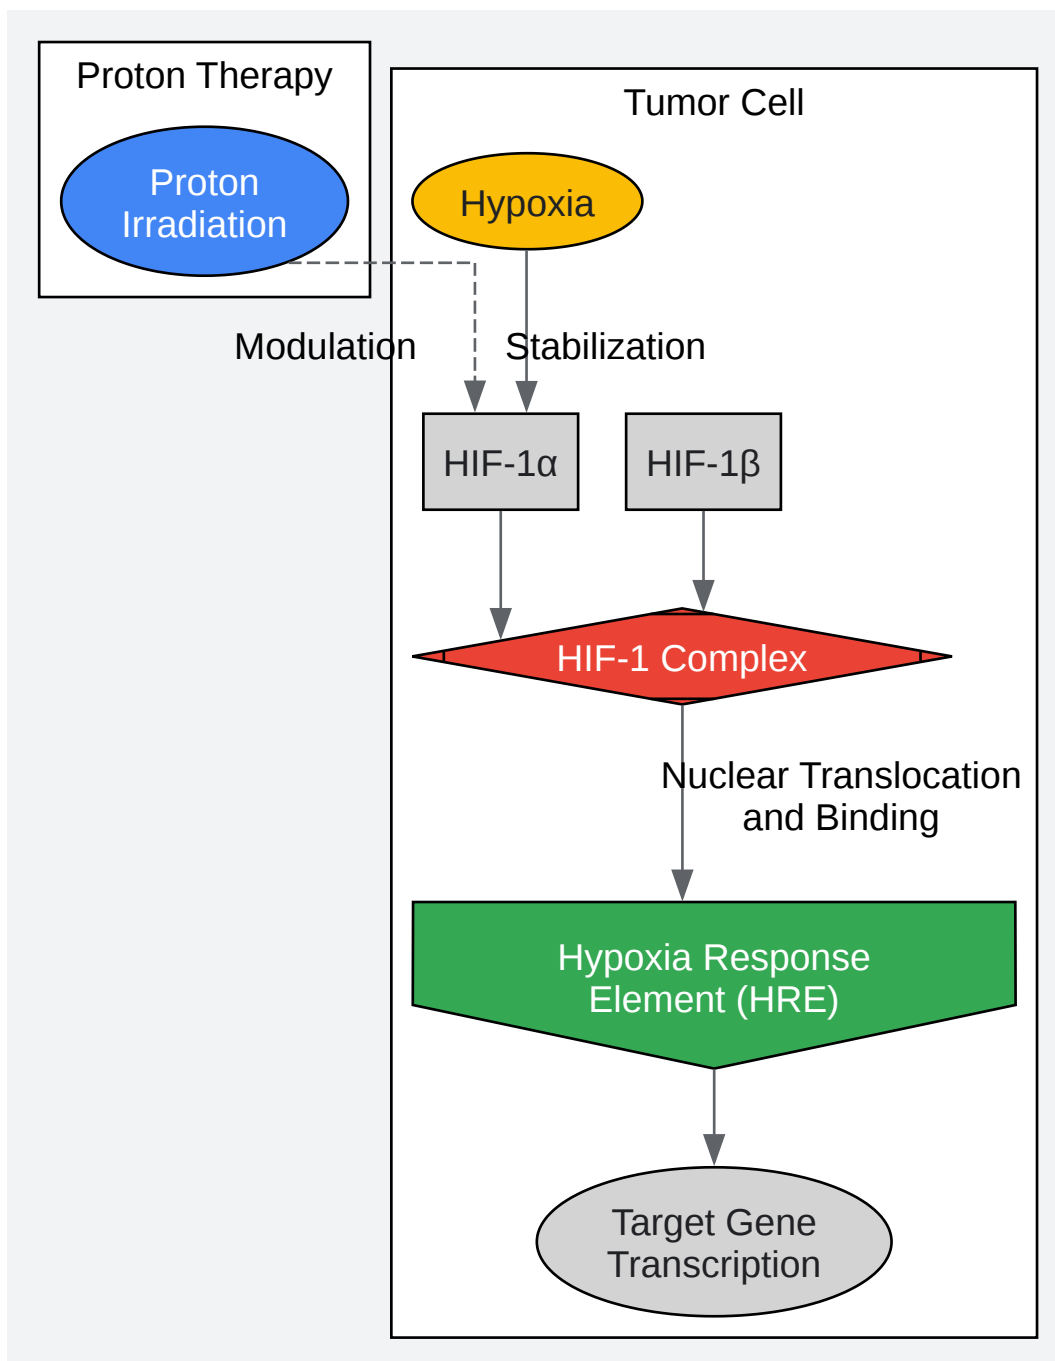 Proton Therapy
Tumor Cell
Proton
Irradiation
Hypoxia
Modulation
Stabilization
HIF-1α
HIF-1β
HIF-1 Complex
Nuclear Translocation
and Binding
Hypoxia Response
Element (HRE)
Target Gene
Transcription